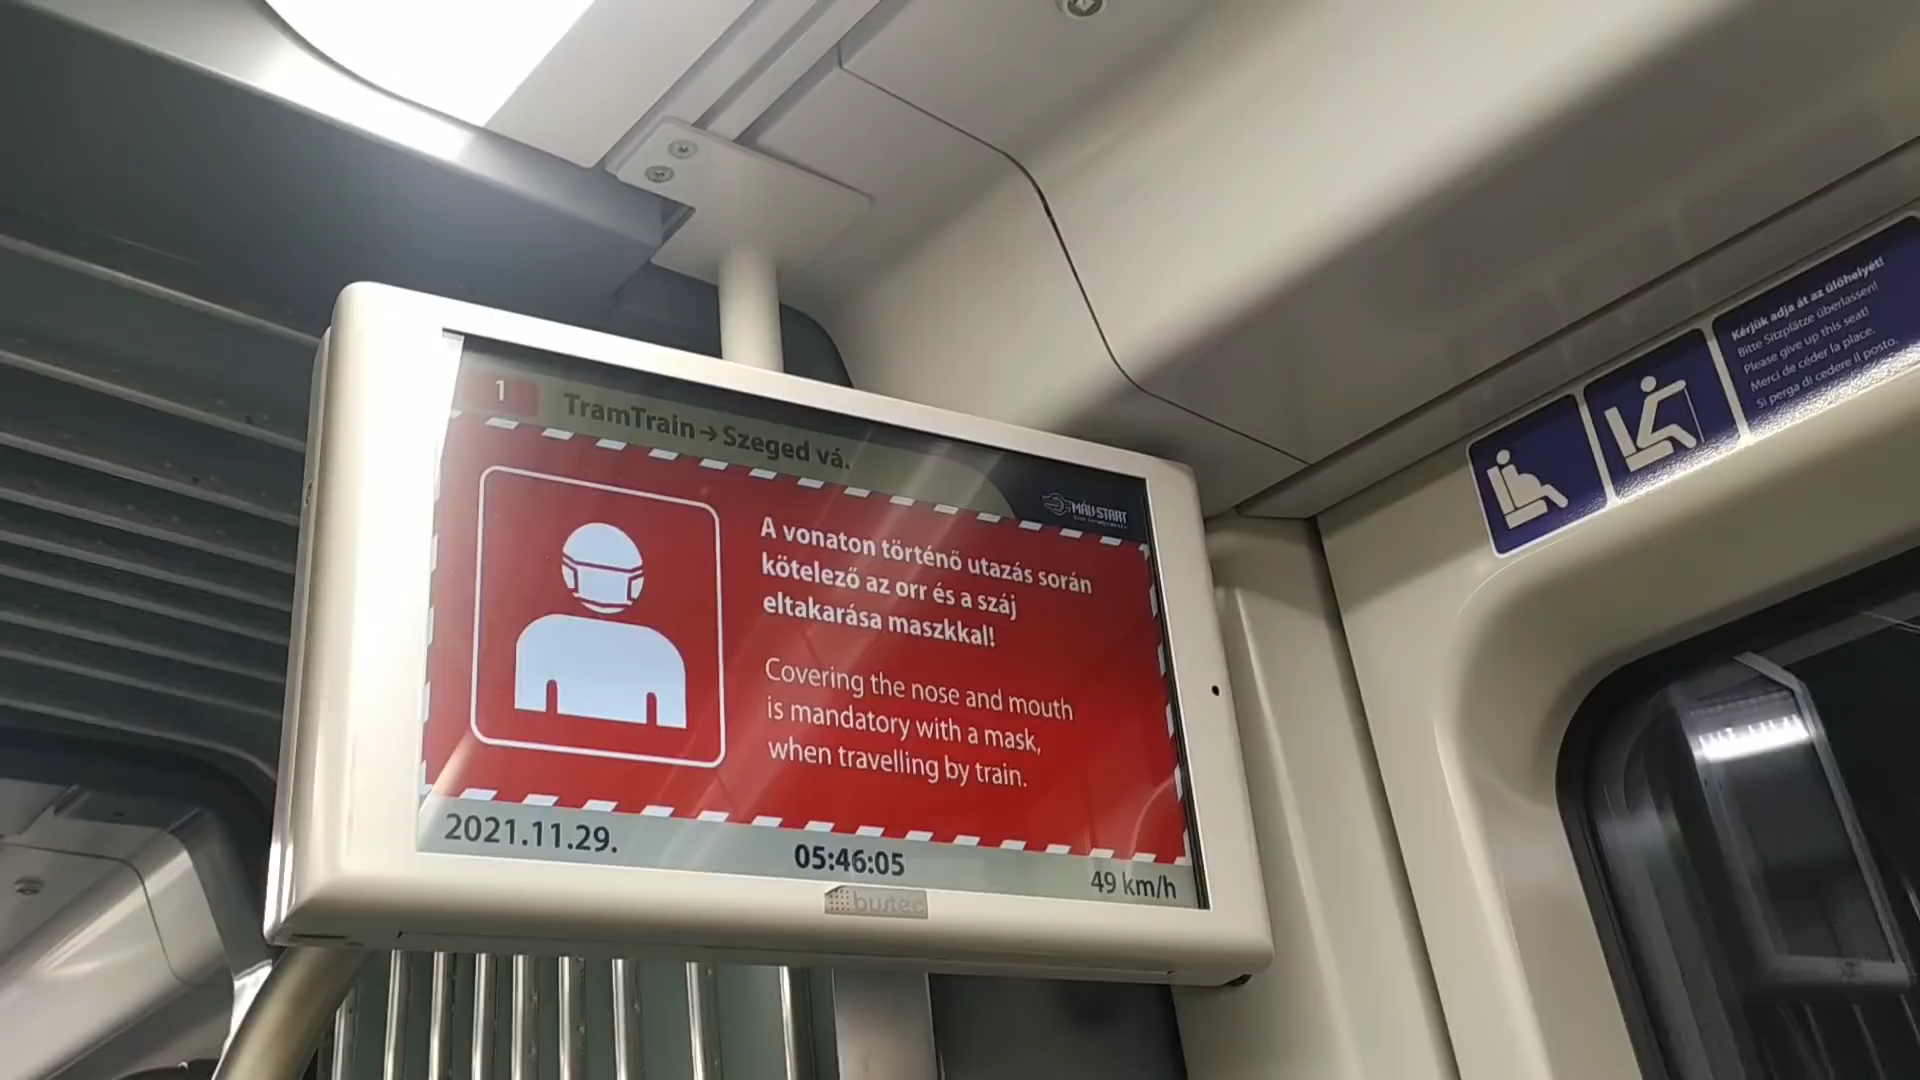 1
TramTrain → Szeged vá.
MÁV-START
A vonaton történő utazás során
kötelező az orr és a száj
eltakarása maszkkal!
Covering the nose and mouth
is mandatory with a mask,
when travelling by train.
2021.11.29.
05:46:05
49 km/h
bustec
Kérjük adja át az ülőhelyét!
Bitte Sitzplätze überlassen!
Please give up this seat!
Merci de céder la place.
Si perga di cedere il posto.